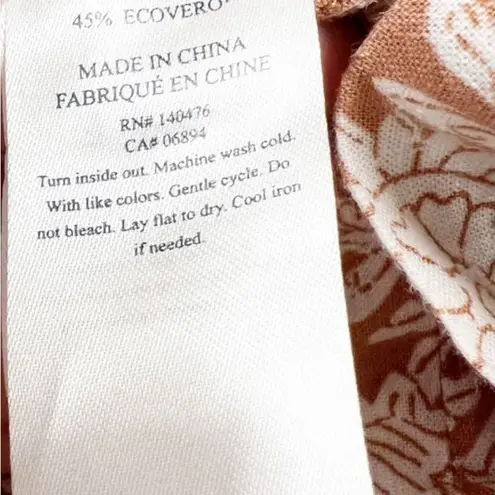 45% ECOVERO
MADE IN CHINA
FABRIQUÉ EN CHINE
RN# 140476
CA# 06894
Turn inside out. Machine wash cold.
With like colors. Gentle cycle. Do
not bleach. Lay flat to dry. Cool iron
if needed.